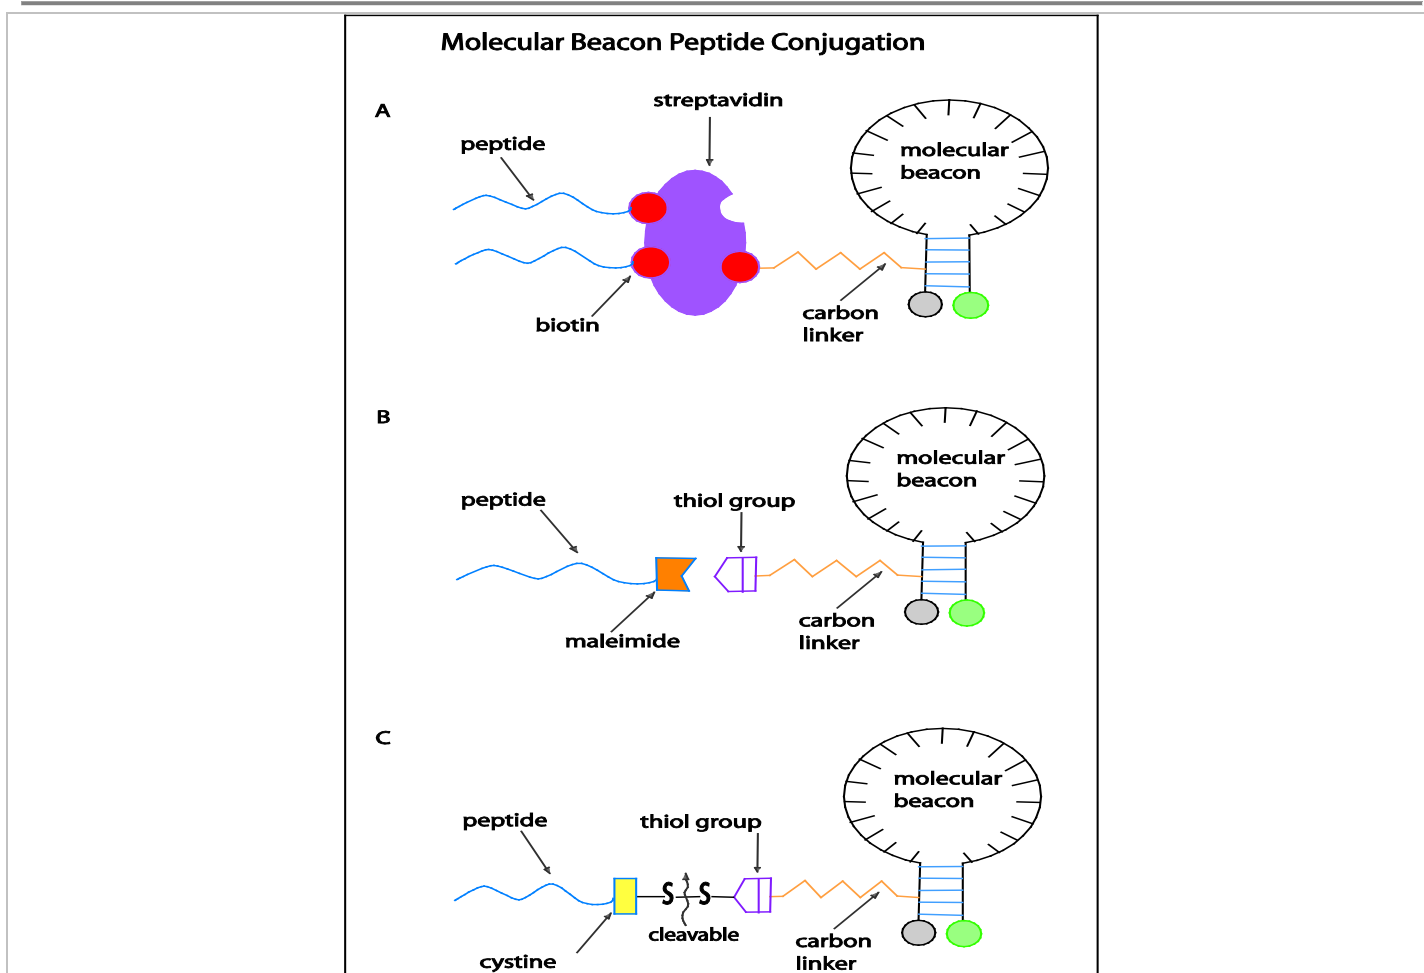 Molecular Beacon Peptide Conjugation
A
streptavidin
peptide
molecular
beacon
biotin
carbon
linker
B
molecular
beacon
peptide
thiol group
maleimide
carbon
linker
C
molecular
beacon
peptide
thiol group
S S
cleavable
cystine
carbon
linker